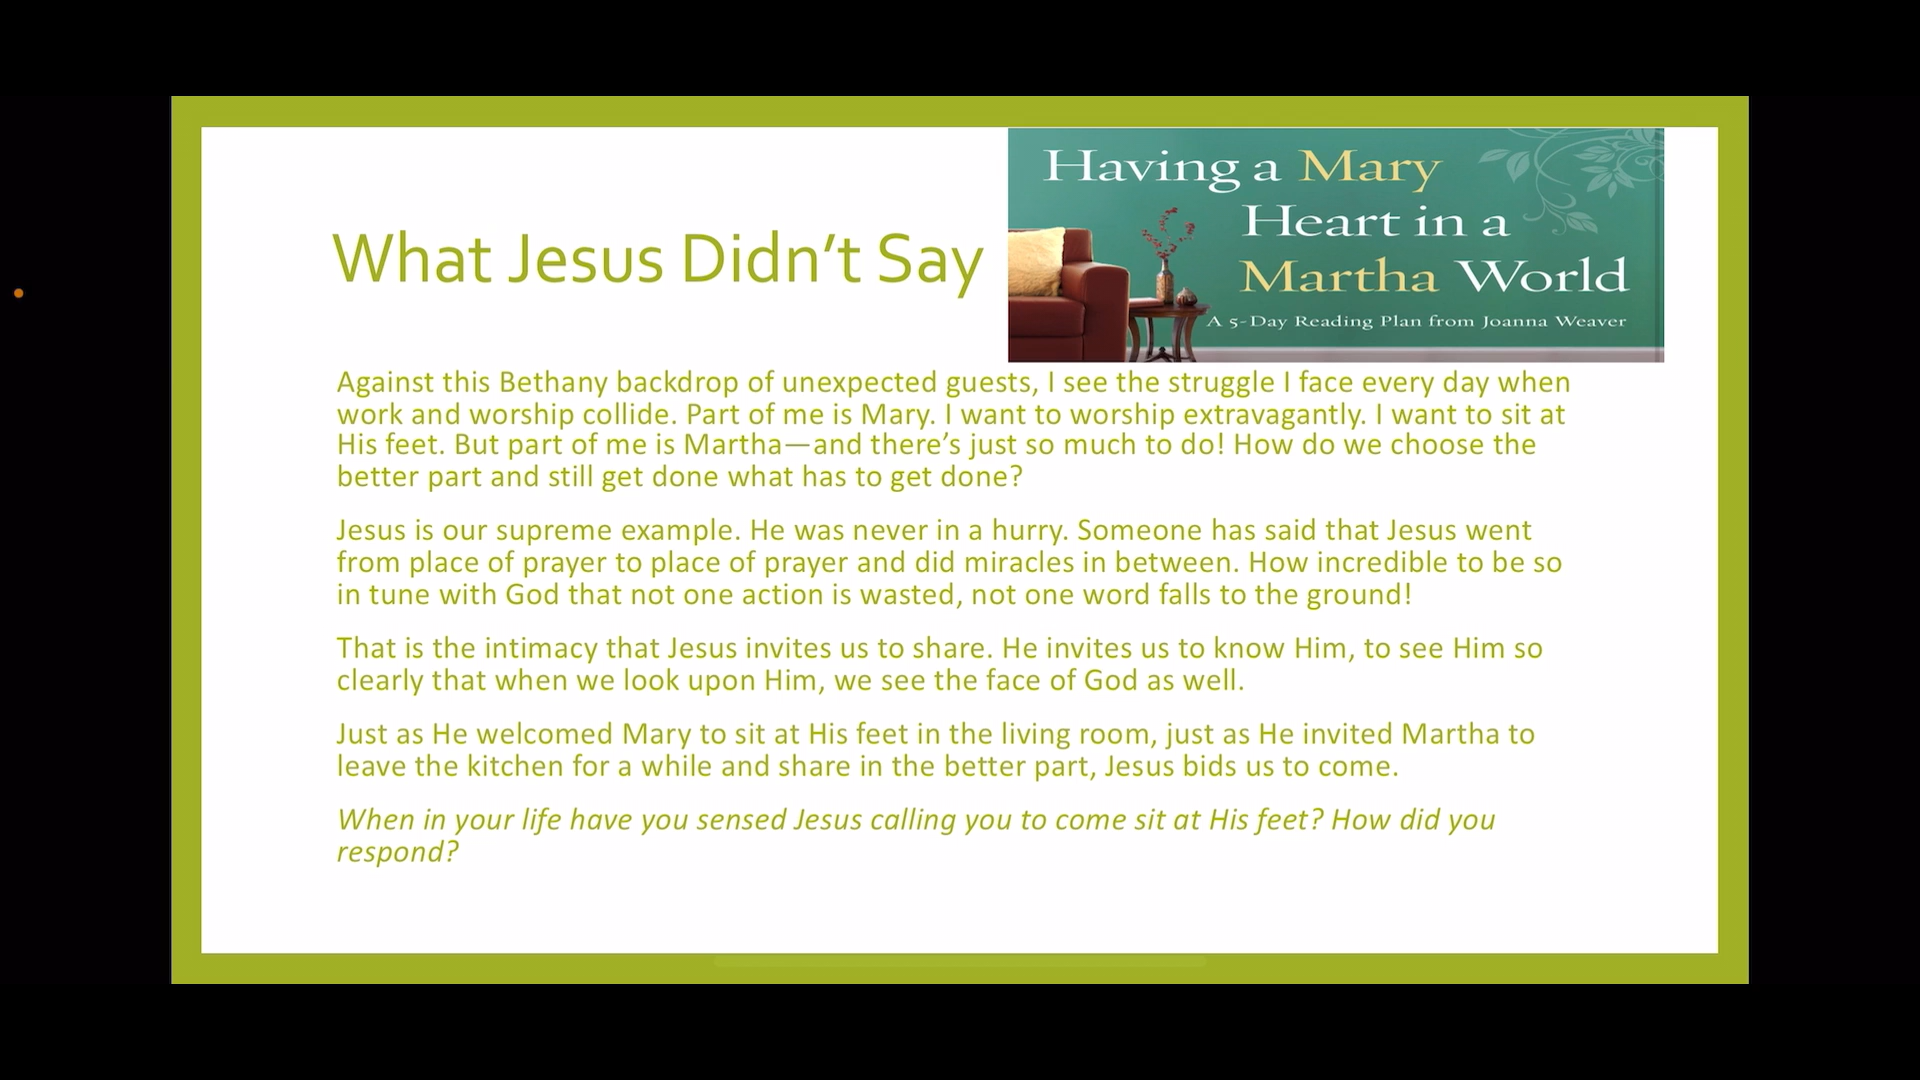 Having a Mary
Heart in a
Martha World
A 5-Day Reading Plan from Joanna Weaver
What Jesus Didn’t Say
Against this Bethany backdrop of unexpected guests, I see the struggle I face every day when
work and worship collide. Part of me is Mary. I want to worship extravagantly. I want to sit at
His feet. But part of me is Martha—and there’s just so much to do! How do we choose the
better part and still get done what has to get done?
Jesus is our supreme example. He was never in a hurry. Someone has said that Jesus went
from place of prayer to place of prayer and did miracles in between. How incredible to be so
in tune with God that not one action is wasted, not one word falls to the ground!
That is the intimacy that Jesus invites us to share. He invites us to know Him, to see Him so
clearly that when we look upon Him, we see the face of God as well.
Just as He welcomed Mary to sit at His feet in the living room, just as He invited Martha to
leave the kitchen for a while and share in the better part, Jesus bids us to come.
When in your life have you sensed Jesus calling you to come sit at His feet? How did you
respond?